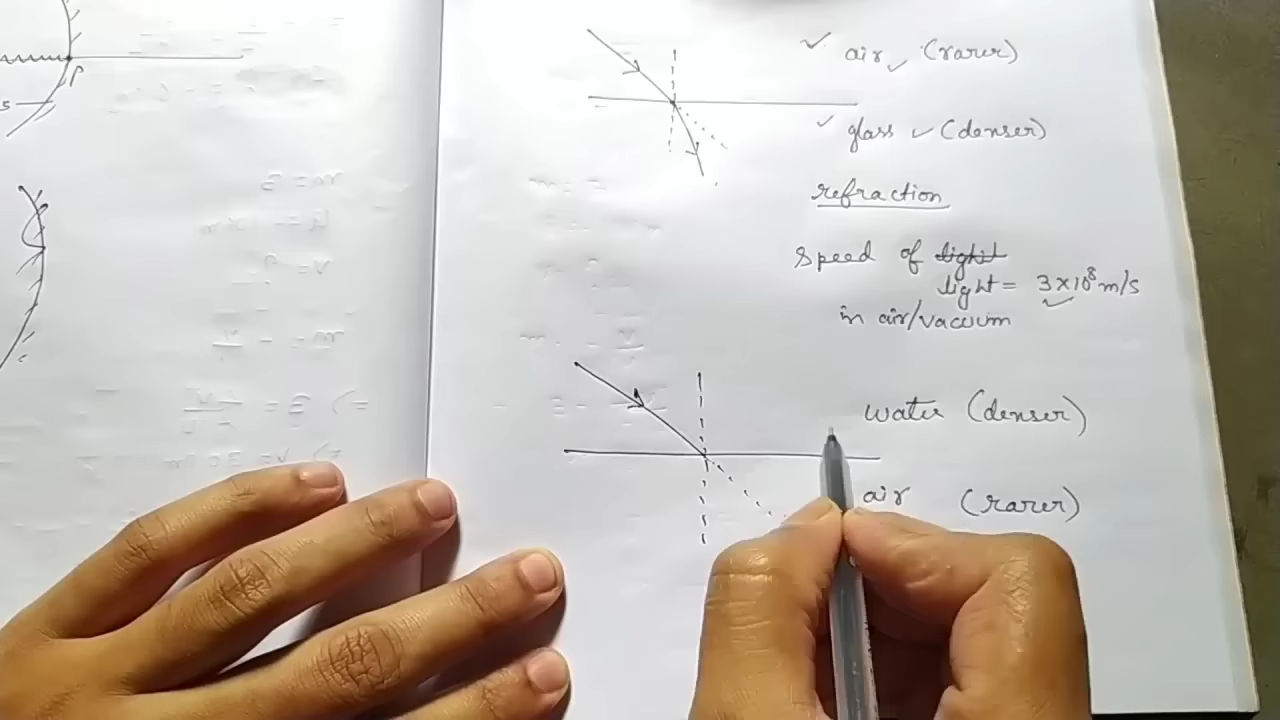 P
S
air (rarer)
glass (denser)
refraction
speed of light
light = 3×10⁸ m/s
in air/vacuum
water (denser)
air (rarer)